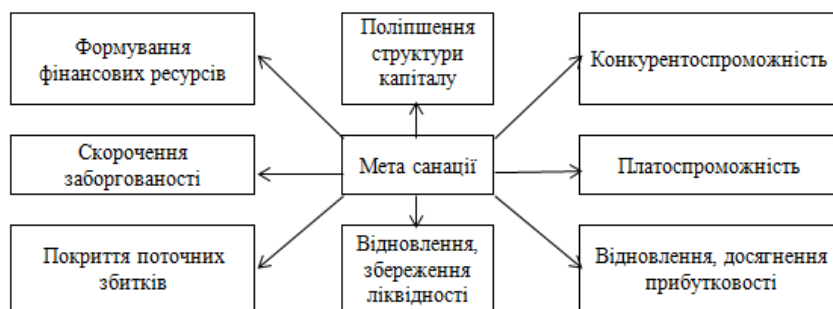 Формування
фінансових ресурсів
Поліпшення
структури
капіталу
Конкурентоспроможність
Скорочення
заборгованості
Мета санації
Платоспроможність
Покриття поточних
збитків
Відновлення,
збереження
ліквідності
Відновлення, досягнення
прибутковості